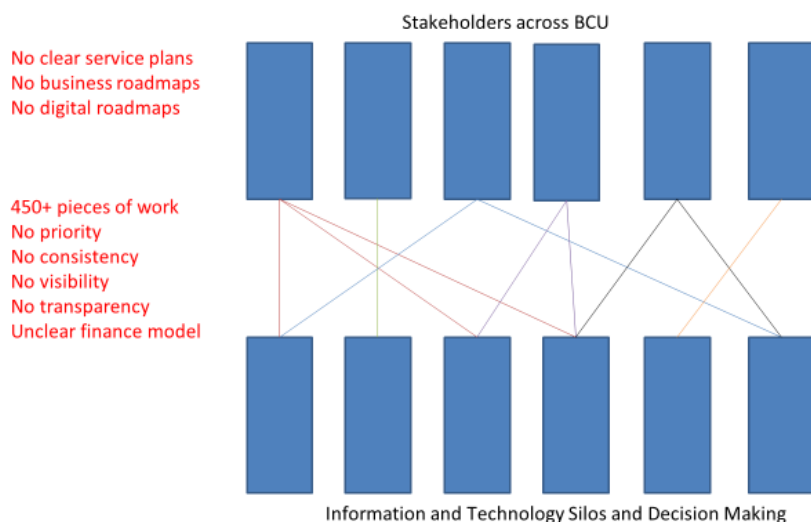 Stakeholders across BCU
No clear service plans
No business roadmaps
No digital roadmaps
450+ pieces of work
No priority
No consistency
No visibility
No transparency
Unclear finance model
Information and Technology Silos and Decision Making